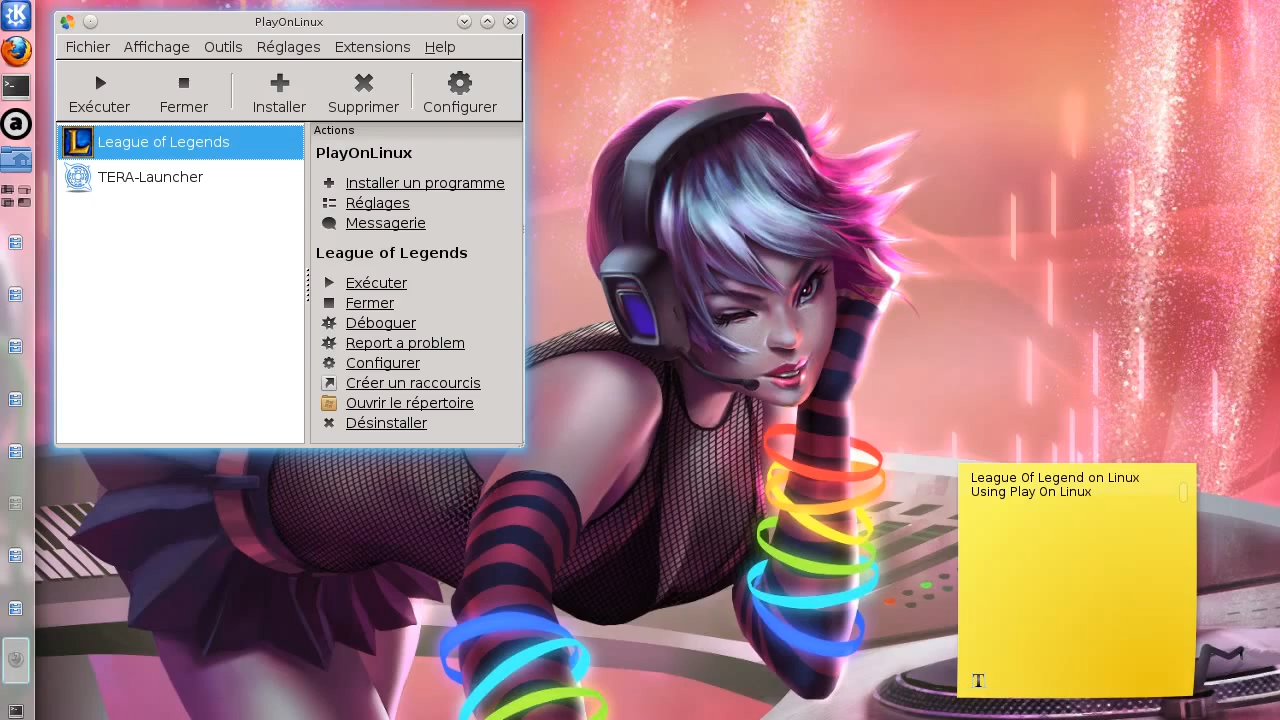 PlayOnLinux
Fichier Affichage Outils Réglages Extensions Help
Exécuter Fermer Installer Supprimer Configurer
League of Legends
TERA-Launcher
Actions
PlayOnLinux
Installer un programme
Réglages
Messagerie
League of Legends
Exécuter
Fermer
Déboguer
Report a problem
Configurer
Créer un raccourcis
Ouvrir le répertoire
Désinstaller
League Of Legend on Linux
Using Play On Linux